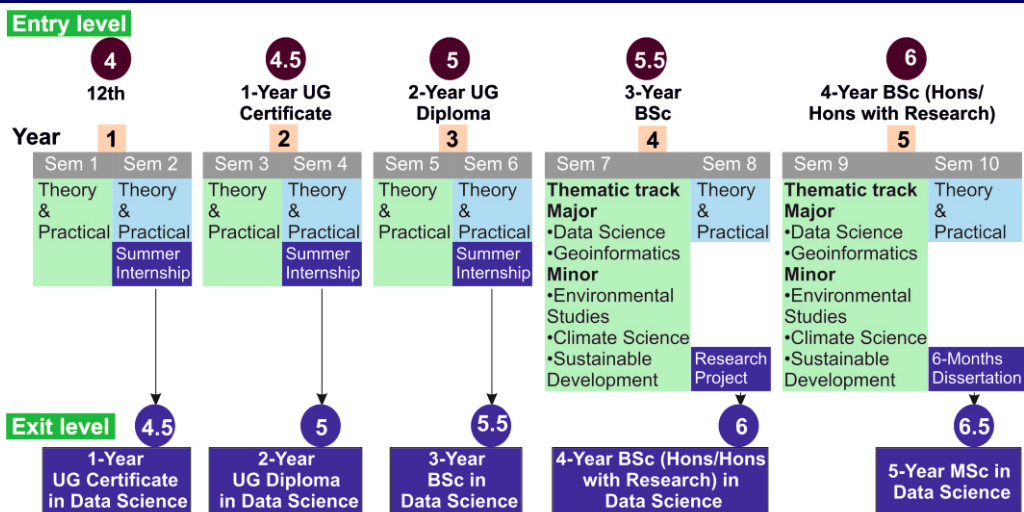 Entry level
4
4.5
5
5.5
6
12th
1-Year UG
Certificate
2-Year UG
Diploma
3-Year
BSc
4-Year BSc (Hons/
Hons with Research)
Year
1
2
3
4
5
Sem 1
Sem 2
Sem 3
Sem 4
Sem 5
Sem 6
Sem 7
Sem 8
Sem 9
Sem 10
Theory
&
Practical
Theory
&
Practical
Summer
Internship
Theory
&
Practical
Theory
&
Practical
Summer
Internship
Theory
&
Practical
Theory
&
Practical
Summer
Internship
Thematic track
Major
•Data Science
•Geoinformatics
Minor
•Environmental
Studies
•Climate Science
•Sustainable
Development
Theory
&
Practical
Research
Project
Thematic track
Major
•Data Science
•Geoinformatics
Minor
•Environmental
Studies
•Climate Science
•Sustainable
Development
Theory
&
Practical
6-Months
Dissertation
Exit level
4.5
5
5.5
6
6.5
1-Year
UG Certificate
in Data Science
2-Year
UG Diploma
in Data Science
3-Year
BSc in
Data Science
4-Year BSc (Hons/Hons
with Research) in
Data Science
5-Year MSc in
Data Science